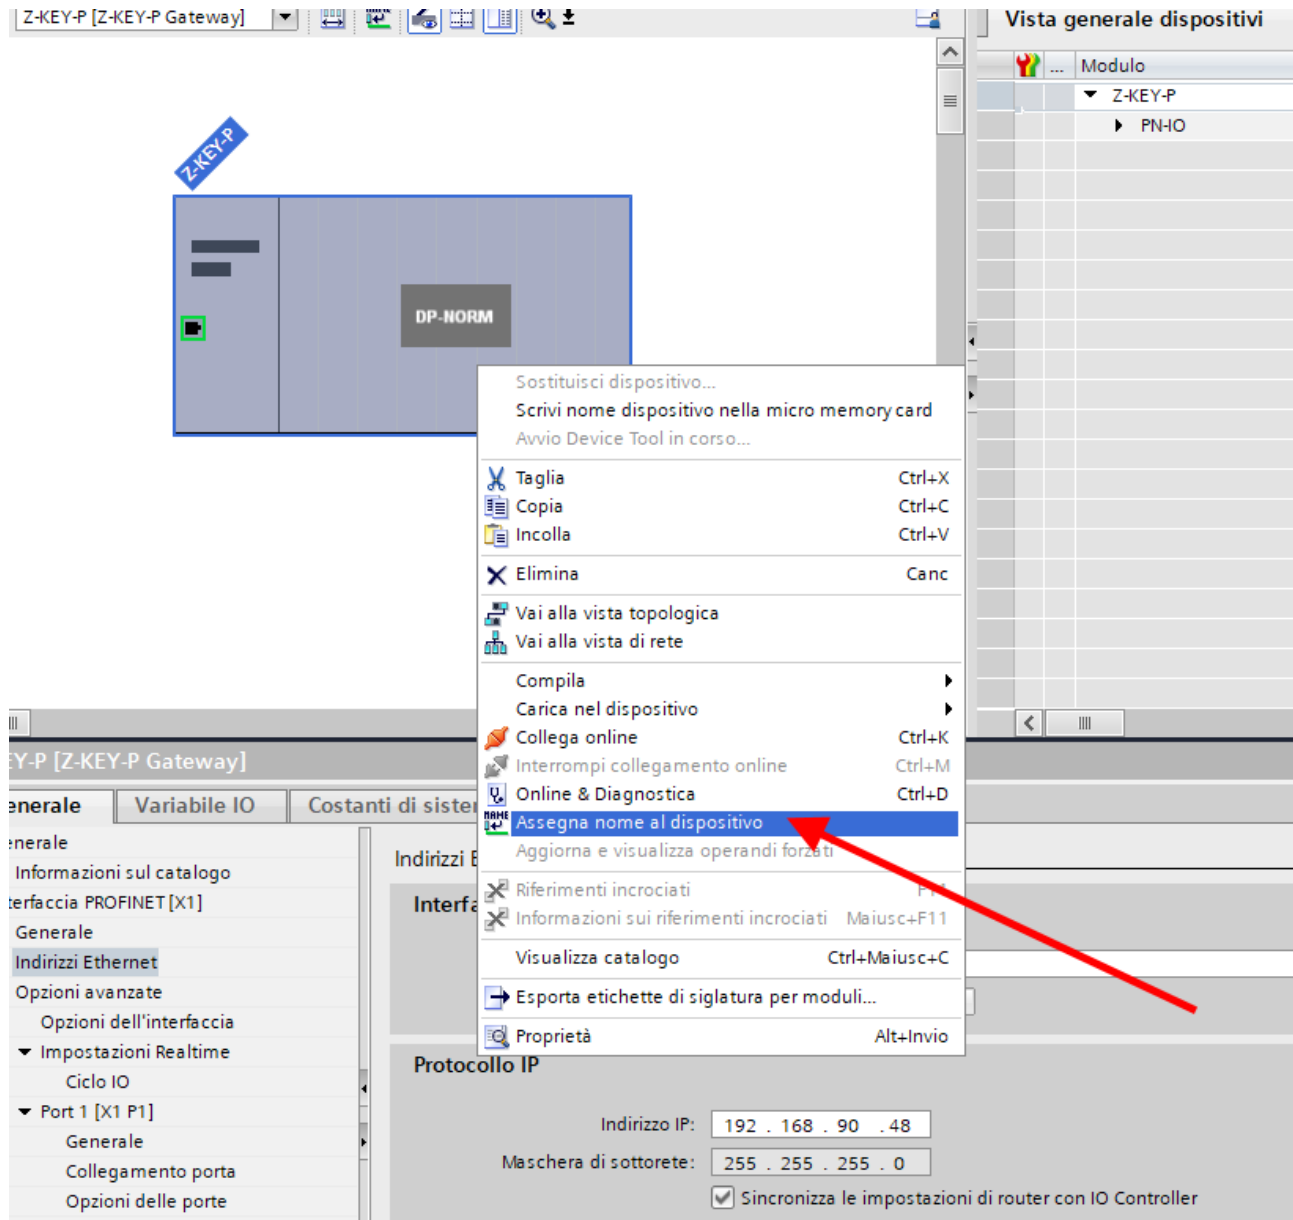 Z-KEY-P [Z-KEY-P Gateway]
Vista generale dispositivi
... Modulo
Z-KEY-P
PN-IO
Z-KEY-P
DP-NORM
Sostituisci dispositivo...
Scrivi nome dispositivo nella micro memory card
Avvio Device Tool in corso...
Taglia Ctrl+X
Copia Ctrl+C
Incolla Ctrl+V
Elimina Canc
Vai alla vista topologica
Vai alla vista di rete
Compila
Carica nel dispositivo
Collega online Ctrl+K
Interrompi collegamento online Ctrl+M
Online & Diagnostica Ctrl+D
Assegna nome al dispositivo
Aggiorna e visualizza operandi forzati
Riferimenti incrociati F11
Informazioni sui riferimenti incrociati Maiusc+F11
Visualizza catalogo Ctrl+Maiusc+C
Esporta etichette di siglatura per moduli...
Proprietà Alt+Invio
EY-P [Z-KEY-P Gateway]
enerale Variabile IO Costanti di sister
enerale
Informazioni sul catalogo
terfaccia PROFINET [X1]
Generale
Indirizzi Ethernet
Opzioni avanzate
Opzioni dell'interfaccia
Impostazioni Realtime
Ciclo IO
Port 1 [X1 P1]
Generale
Collegamento porta
Opzioni delle porte
Indirizzi E
Interfa
Protocollo IP
Indirizzo IP: 192 . 168 . 90 . 48
Maschera di sottorete: 255 . 255 . 255 . 0
Sincronizza le impostazioni di router con IO Controller